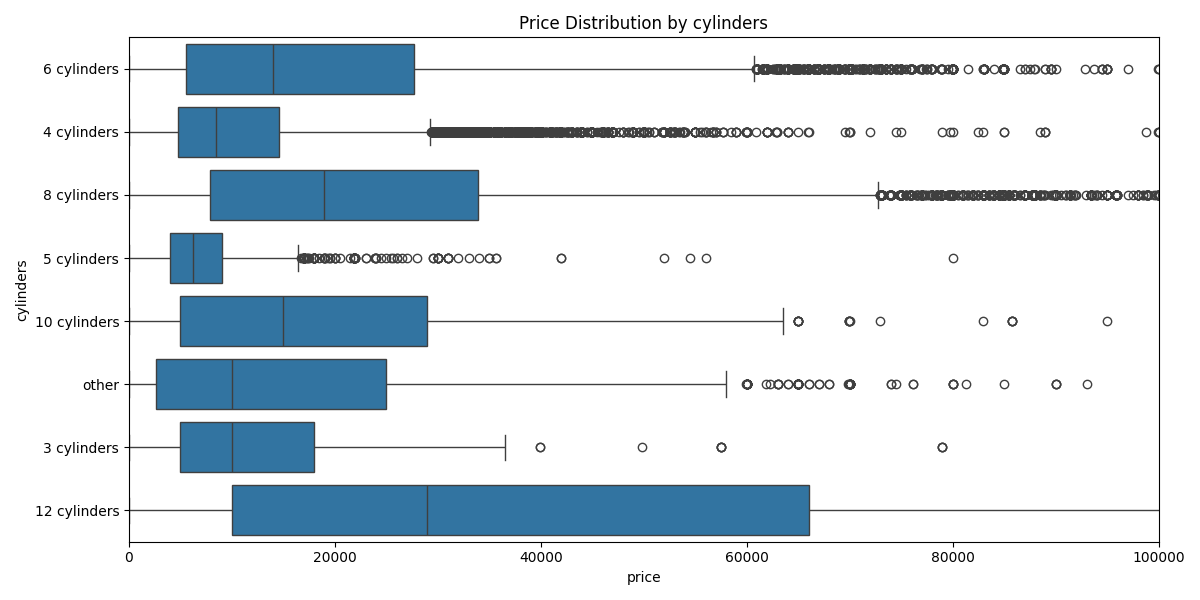 Price Distribution by cylinders
cylinders
6 cylinders
4 cylinders
8 cylinders
5 cylinders
10 cylinders
other
3 cylinders
12 cylinders
0 20000 40000 60000 80000 100000
price